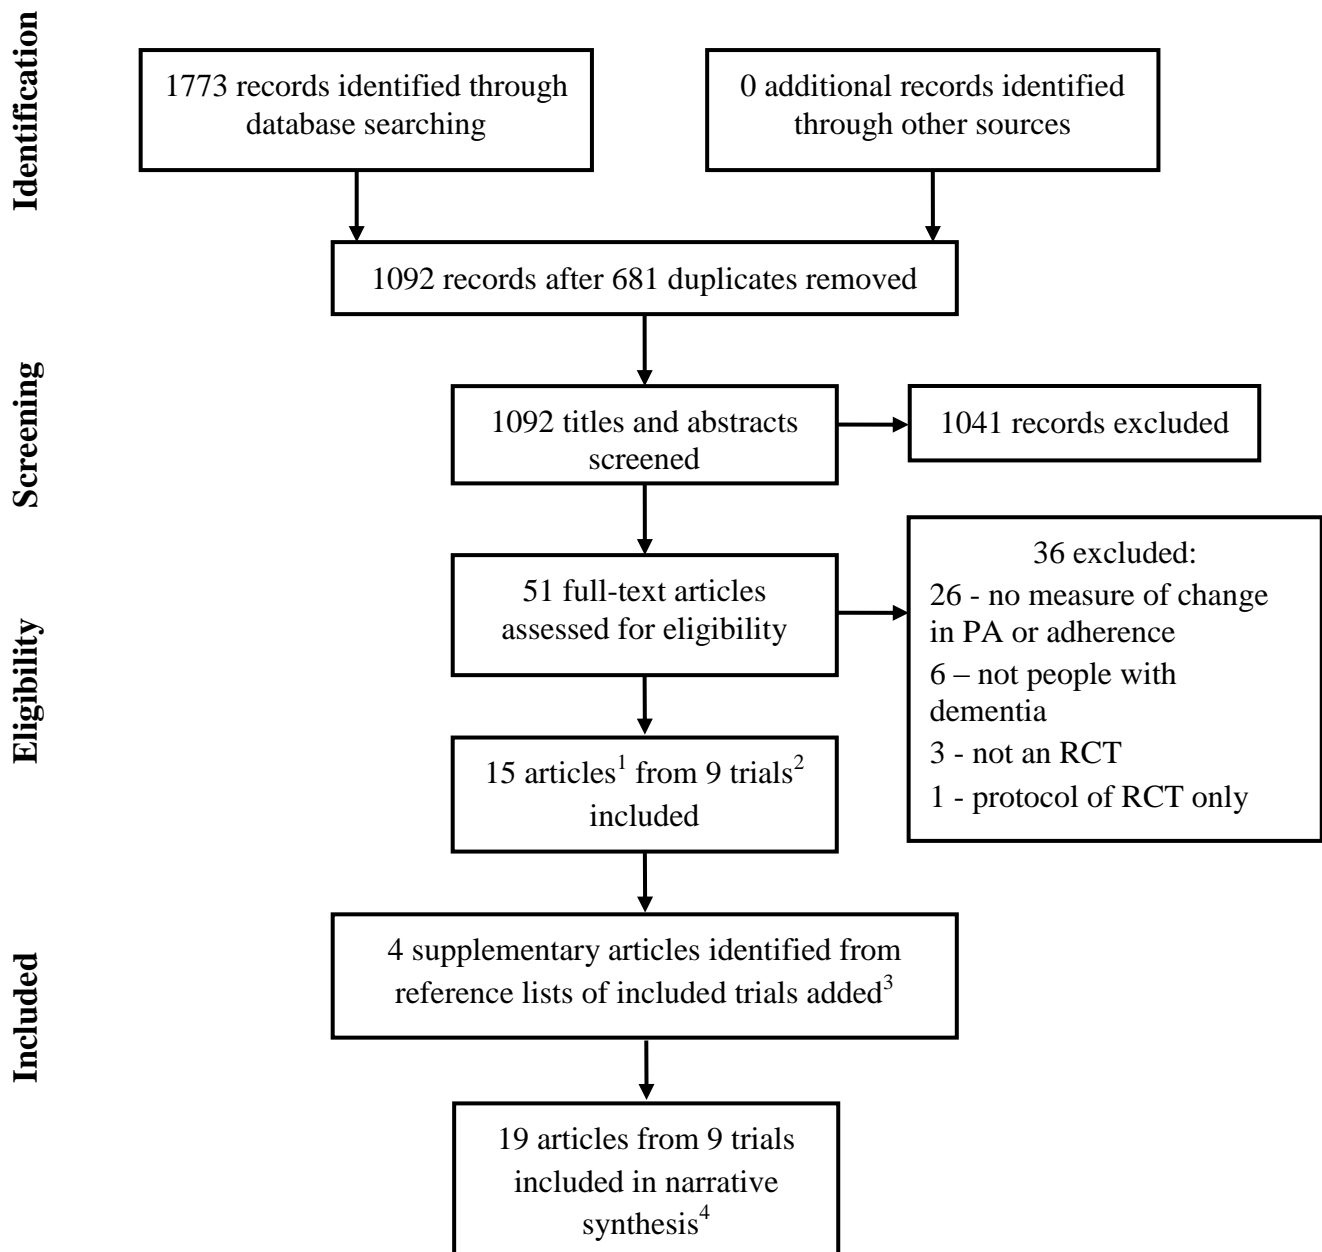 Identification
1773 records identified through
database searching
0 additional records identified
through other sources
1092 records after 681 duplicates removed
Screening
1092 titles and abstracts
screened
1041 records excluded
Eligibility
51 full-text articles
assessed for eligibility
36 excluded:
26 - no measure of change
in PA or adherence
6 – not people with
dementia
3 - not an RCT
1 - protocol of RCT only
15 articles¹ from 9 trials²
included
Included
4 supplementary articles identified from
reference lists of included trials added³
19 articles from 9 trials
included in narrative
synthesis⁴